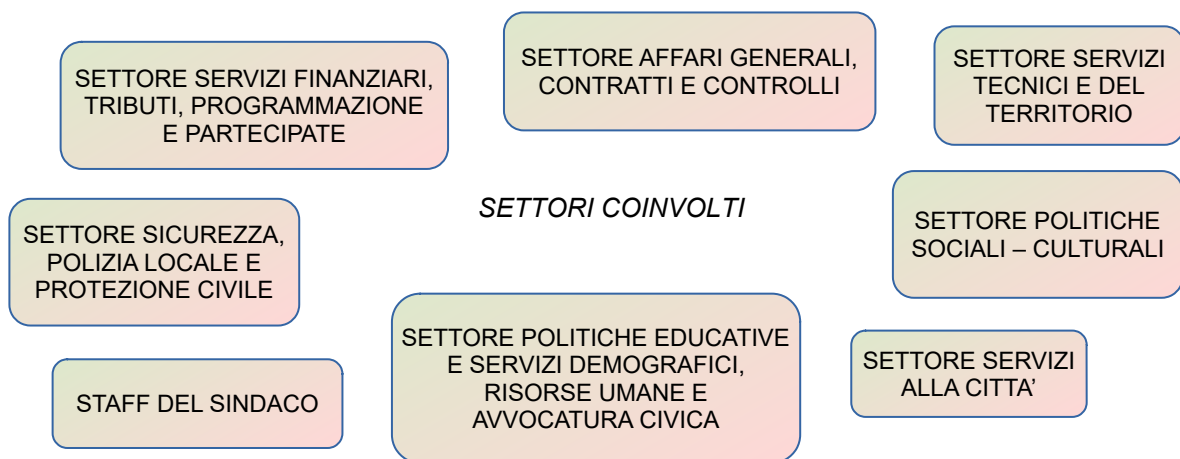 SETTORE SERVIZI FINANZIARI,
TRIBUTI, PROGRAMMAZIONE
E PARTECIPATE
SETTORE AFFARI GENERALI,
CONTRATTI E CONTROLLI
SETTORE SERVIZI
TECNICI E DEL
TERRITORIO
SETTORI COINVOLTI
SETTORE SICUREZZA,
POLIZIA LOCALE E
PROTEZIONE CIVILE
SETTORE POLITICHE
SOCIALI – CULTURALI
STAFF DEL SINDACO
SETTORE POLITICHE EDUCATIVE
E SERVIZI DEMOGRAFICI,
RISORSE UMANE E
AVVOCATURA CIVICA
SETTORE SERVIZI
ALLA CITTA’